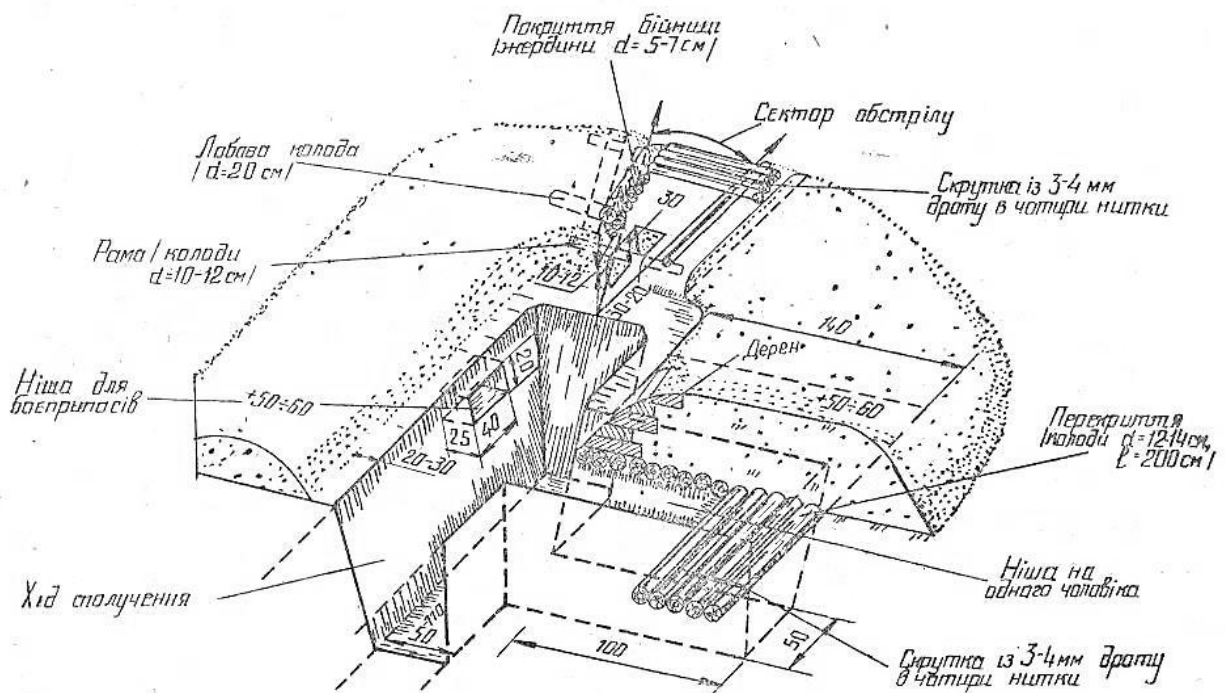 Покриття бійниці
/жердини d=5-7см/
Сектор обстрілу
Лобова колода
/d=20см/
Скрутка із 3-4 мм
дроту в чотири нитки
30
Рама/колоди
d=10-12см/
10-12
140
Дерен
20
Ніша для
боєприпасів
+50÷60
+50÷60
25
40
Перекриття
/колоди d=12-14см,
ℓ=200см/
20-30
Ніша на
одного чоловіка
Хід сполучення
110
50
100
50
Скрутка із 3-4мм дроту
в чотири нитки